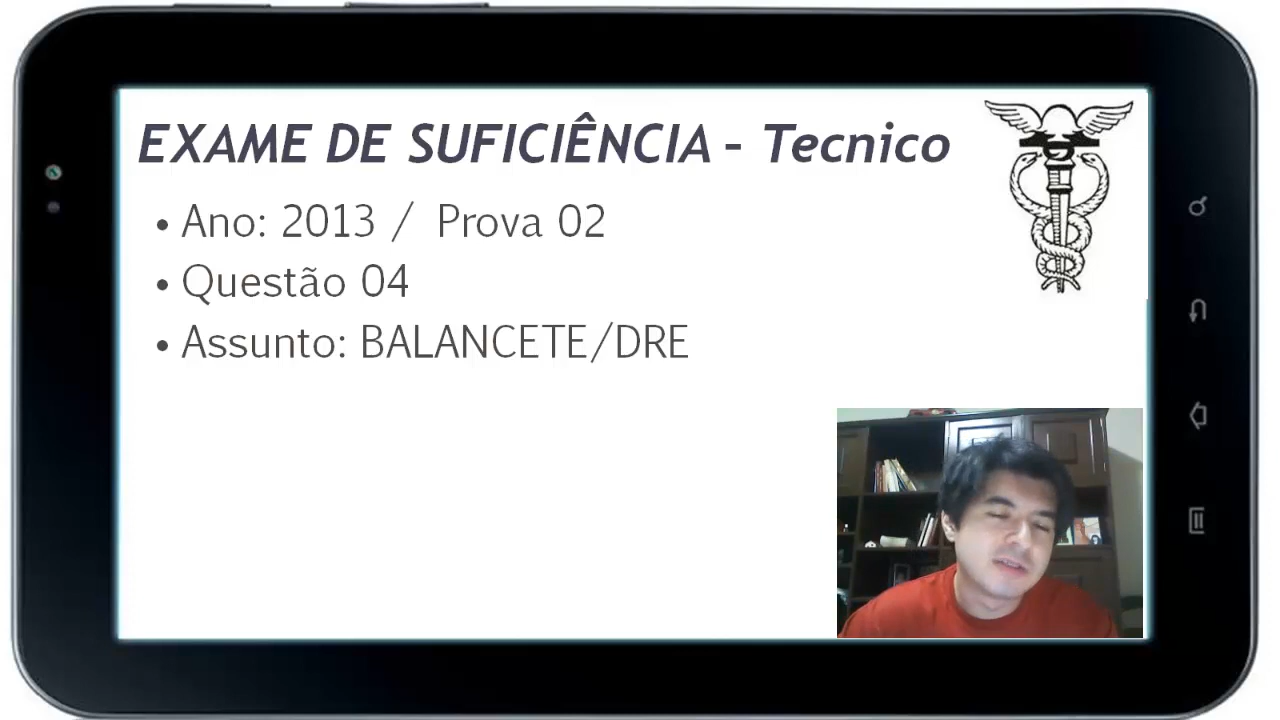 EXAME DE SUFICIÊNCIA – Tecnico
• Ano: 2013 / Prova 02
• Questão 04
• Assunto: BALANCETE/DRE